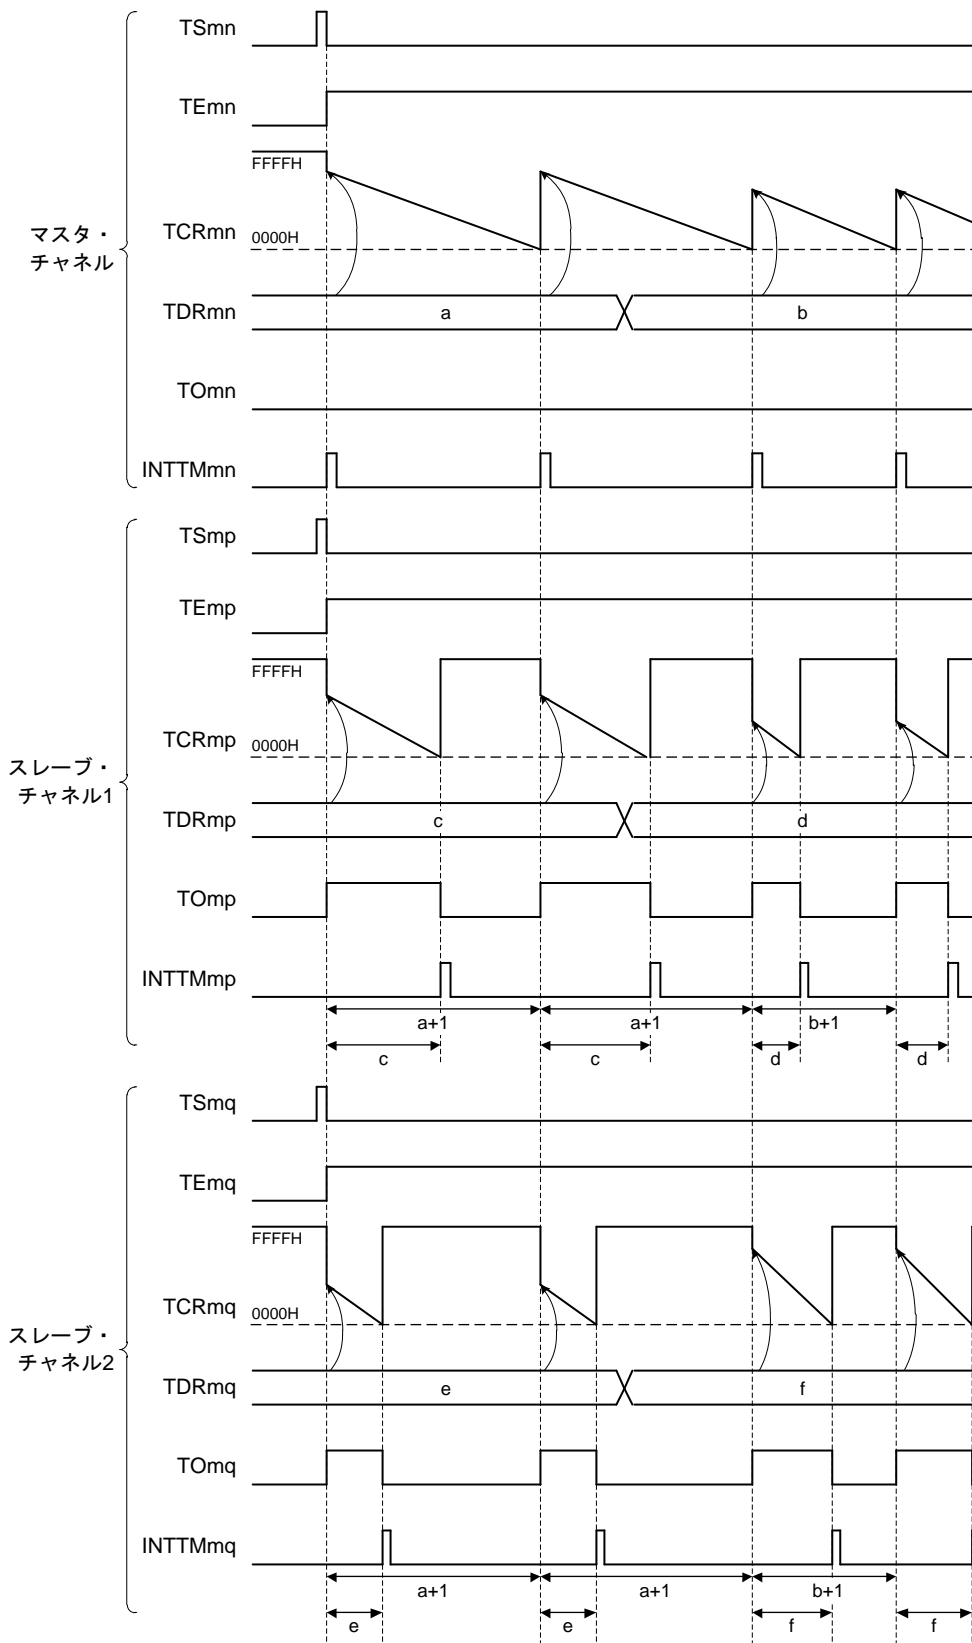 TSmn
TEmn
FFFFH
TCRmn
0000H
マスタ・
チャネル
TDRmn
a
b
TOmn
INTTMmn
TSmp
TEmp
FFFFH
TCRmp
0000H
スレーブ・
チャネル1
TDRmp
c
d
TOmp
INTTMmp
a+1
a+1
b+1
c
c
d
d
TSmq
TEmq
FFFFH
TCRmq
0000H
スレーブ・
チャネル2
TDRmq
e
f
TOmq
INTTMmq
a+1
a+1
b+1
e
e
f
f